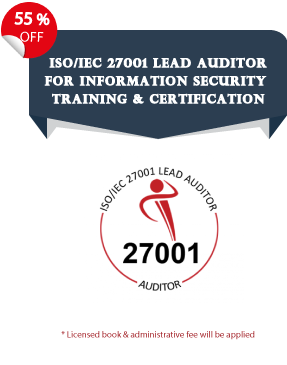 55 %
OFF
ISO/IEC 27001 LEAD AUDITOR
FOR INFORMATION SECURITY
TRAINING & CERTIFICATION
ISO/IEC 27001 LEAD AUDITOR
27001
AUDITOR
* Licensed book & administrative fee will be applied